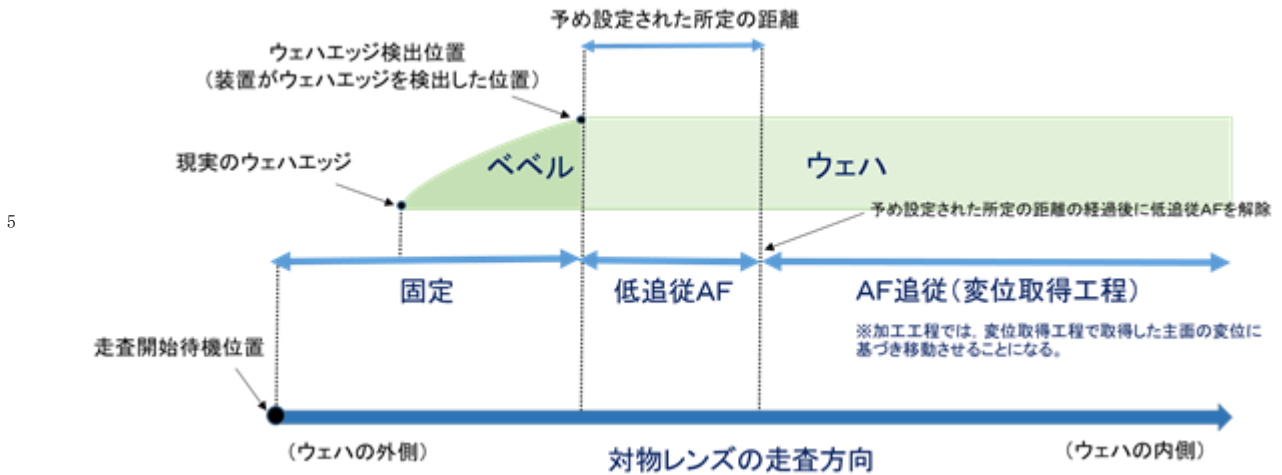 予め設定された所定の距離
ウェハエッジ検出位置
（装置がウェハエッジを検出した位置）
ベベル
ウェハ
現実のウェハエッジ
予め設定された所定の距離の経過後に低追従AFを解除
5
固定
低追従AF
AF追従（変位取得工程）
※加工工程では、変位取得工程で取得した主面の変位に
基づき移動させることになる。
走査開始待機位置
（ウェハの外側）
対物レンズの走査方向
（ウェハの内側）